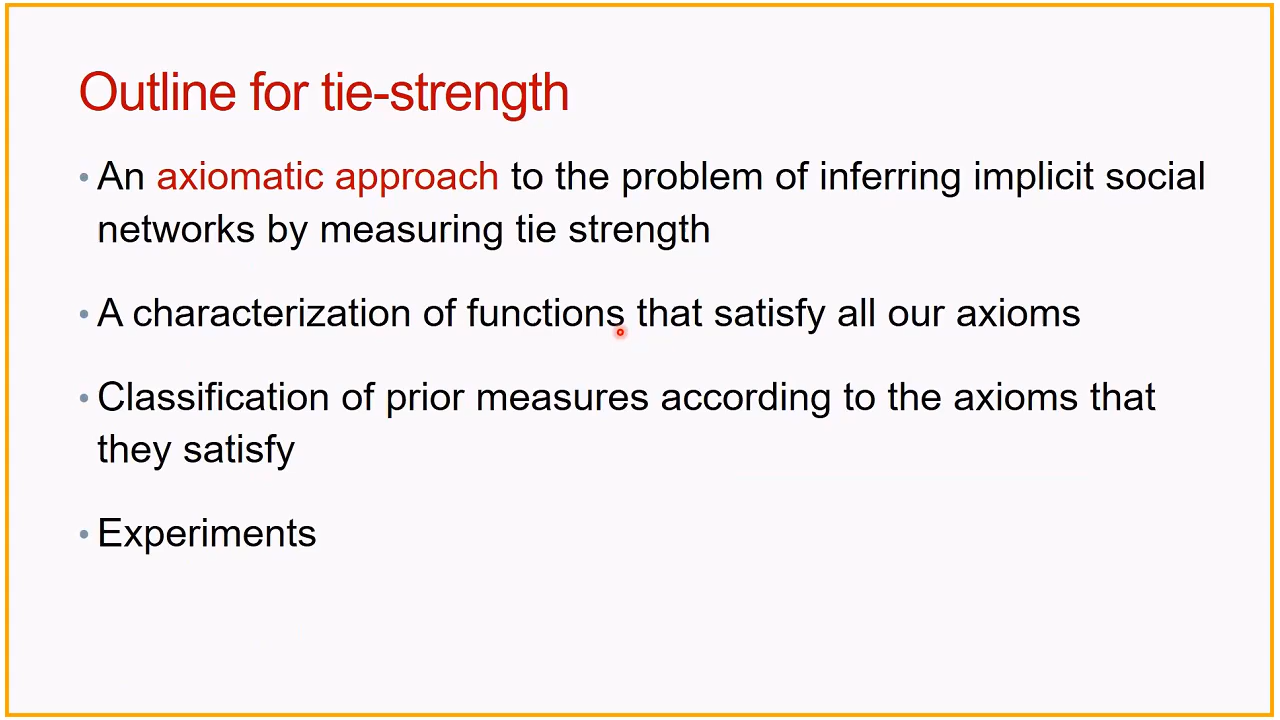 Outline for tie-strength
• An axiomatic approach to the problem of inferring implicit social
networks by measuring tie strength
• A characterization of functions that satisfy all our axioms
• Classification of prior measures according to the axioms that
they satisfy
• Experiments